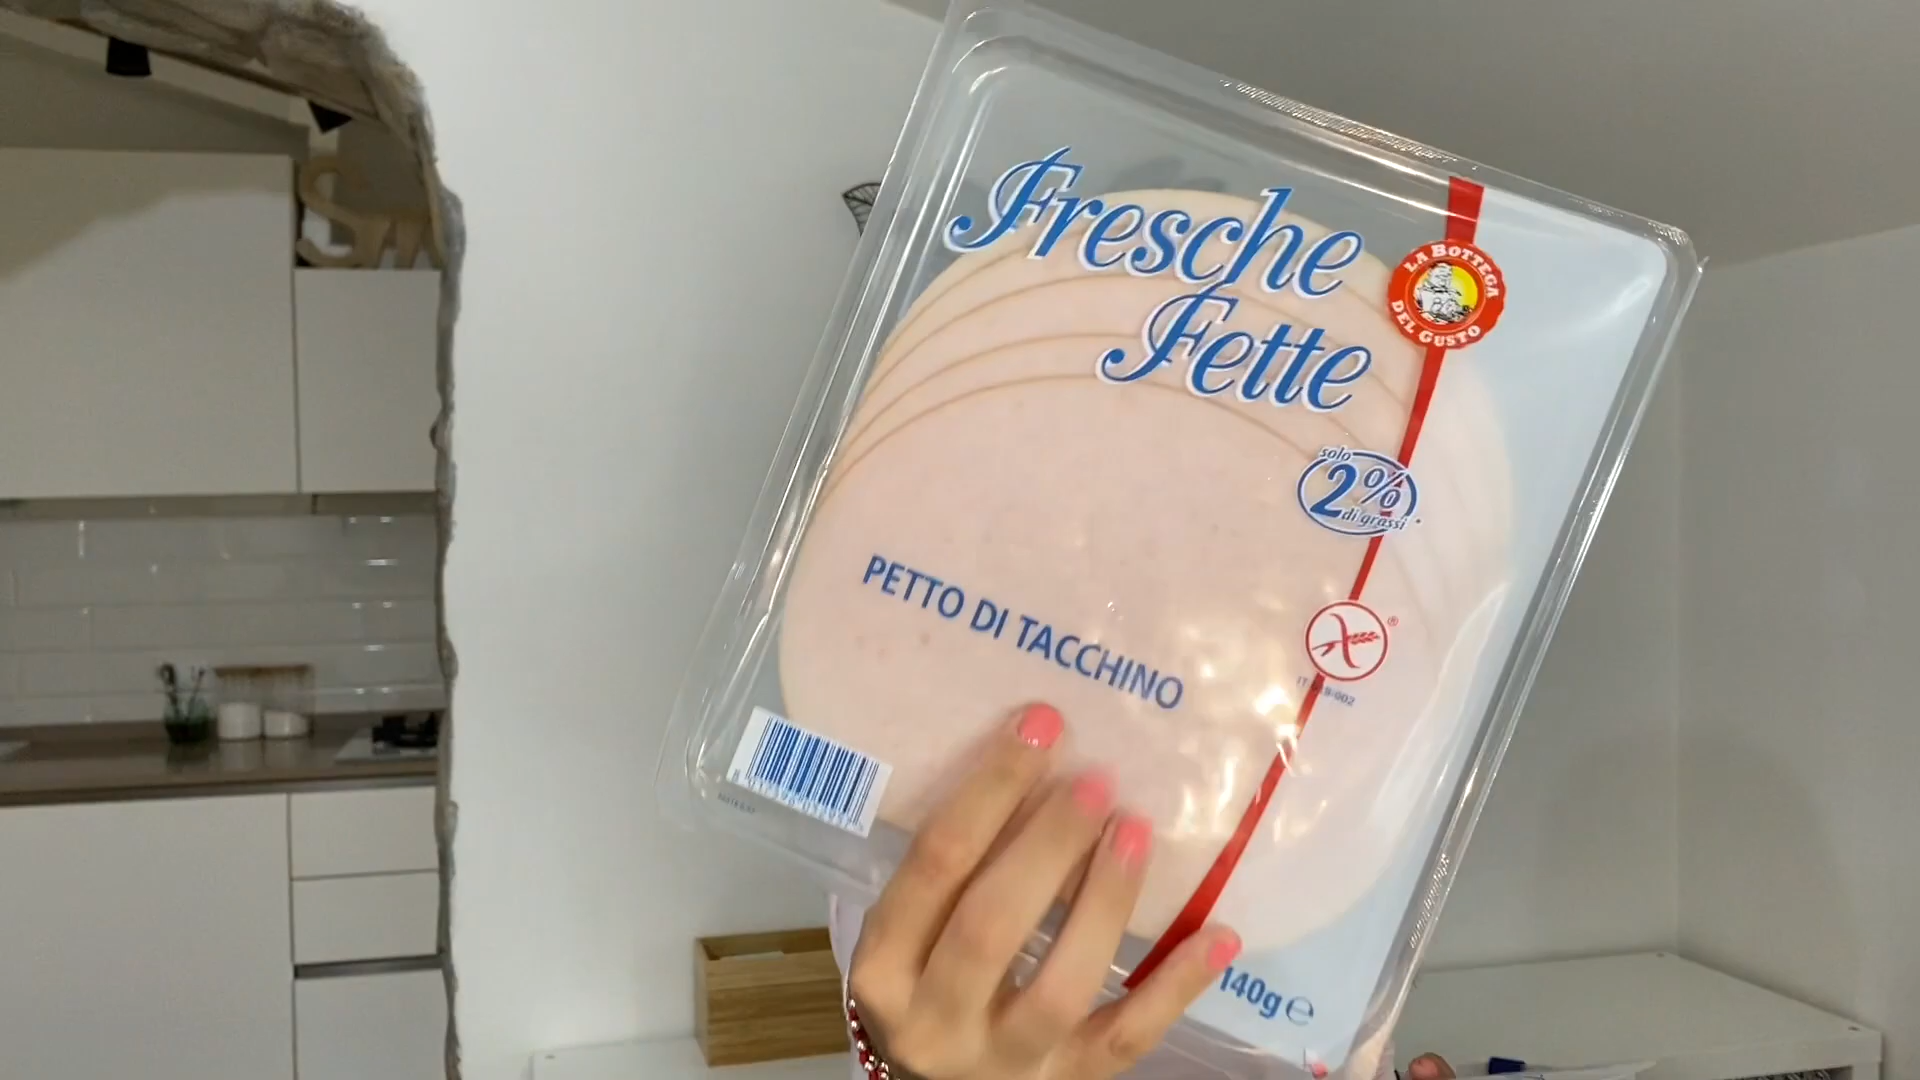 Fresche
Fette
LA BOTTEGA
DEL GUSTO
solo
2%
di grassi*
PETTO DI TACCHINO
®
140g ℮